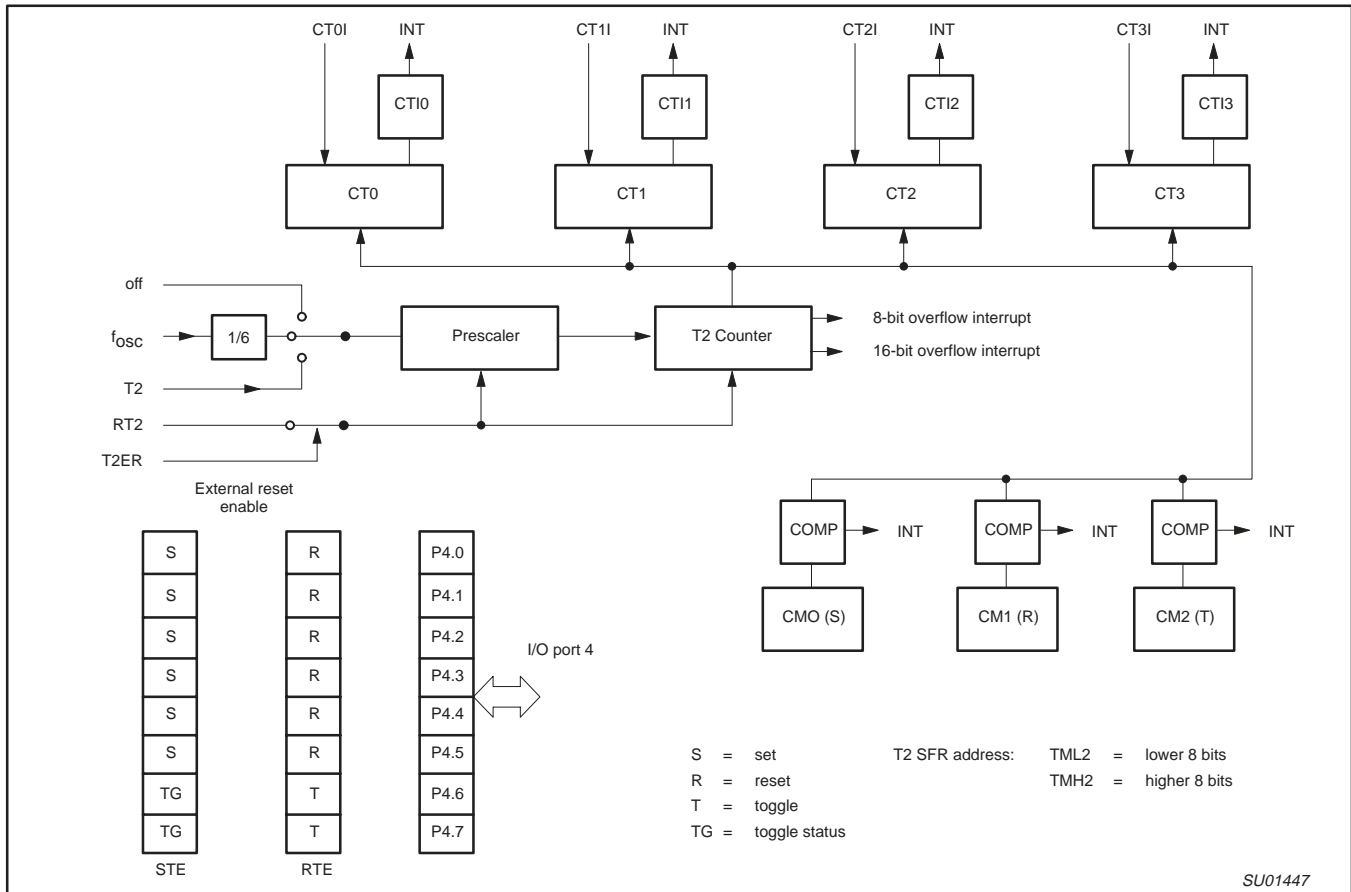 CT0I INT CT1I INT CT2I INT CT3I INT
CTI0 CTI1 CTI2 CTI3
CT0 CT1 CT2 CT3
off
fosc 1/6 Prescaler T2 Counter 8-bit overflow interrupt
16-bit overflow interrupt
T2
RT2
T2ER
External reset
enable
COMP INT COMP INT COMP INT
CMO (S) CM1 (R) CM2 (T)
S R P4.0
S R P4.1
S R P4.2
S R P4.3
I/O port 4
S R P4.4
S R P4.5
TG T P4.6
TG T P4.7
STE RTE
S = set T2 SFR address: TML2 = lower 8 bits
R = reset TMH2 = higher 8 bits
T = toggle
TG = toggle status
SU01447